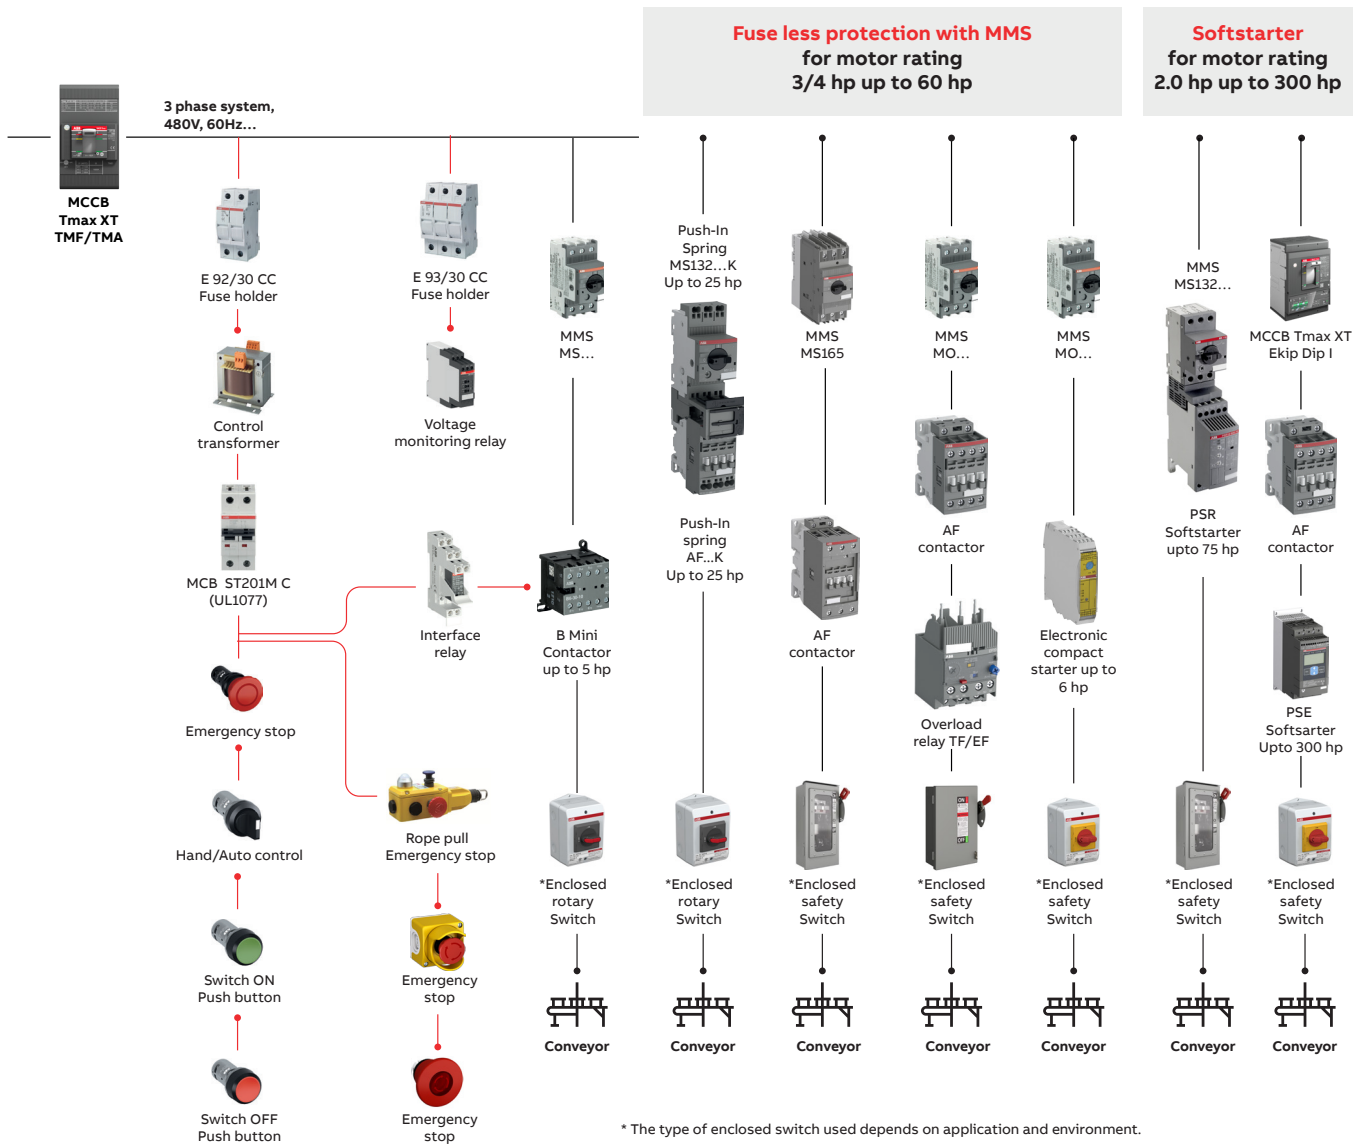 Fuse less protection with MMS
for motor rating
3/4 hp up to 60 hp
Softstarter
for motor rating
2.0 hp up to 300 hp
3 phase system,
480V, 60Hz...
MCCB
Tmax XT
TMF/TMA
E 92/30 CC
Fuse holder
E 93/30 CC
Fuse holder
MMS
MS...
Push-In
Spring
MS132...K
Up to 25 hp
MMS
MS165
MMS
MO...
MMS
MO...
MMS
MS132...
MCCB Tmax XT
Ekip Dip I
Control
transformer
Voltage
monitoring relay
Push-In
spring
AF...K
Up to 25 hp
AF
contactor
PSR
Softstarter
upto 75 hp
AF
contactor
MCB  ST201M C
(UL1077)
Interface
relay
B Mini
Contactor
up to 5 hp
AF
contactor
Electronic
compact
starter up to
6 hp
Overload
relay TF/EF
PSE
Softsarter
Upto 300 hp
Emergency stop
Hand/Auto control
Rope pull
Emergency stop
ON
OFF
*Enclosed
rotary
Switch
*Enclosed
rotary
Switch
*Enclosed
safety
Switch
*Enclosed
safety
Switch
*Enclosed
safety
Switch
*Enclosed
safety
Switch
*Enclosed
safety
Switch
Switch ON
Push button
Emergency
stop
Conveyor
Conveyor
Conveyor
Conveyor
Conveyor
Conveyor
Conveyor
Switch OFF
Push button
Emergency
stop
* The type of enclosed switch used depends on application and environment.